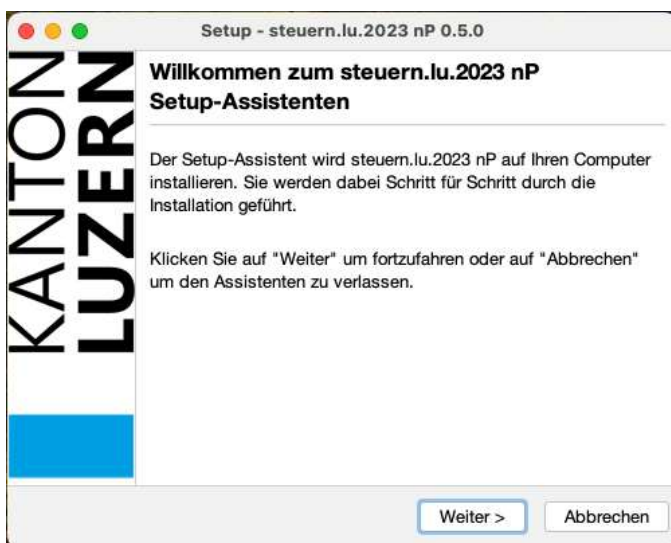 Setup - steuern.lu.2023 nP 0.5.0
KANTON
LUZERN
Willkommen zum steuern.lu.2023 nP
Setup-Assistenten
Der Setup-Assistent wird steuern.lu.2023 nP auf Ihren Computer
installieren. Sie werden dabei Schritt für Schritt durch die
Installation geführt.
Klicken Sie auf "Weiter" um fortzufahren oder auf "Abbrechen"
um den Assistenten zu verlassen.
Weiter >
Abbrechen